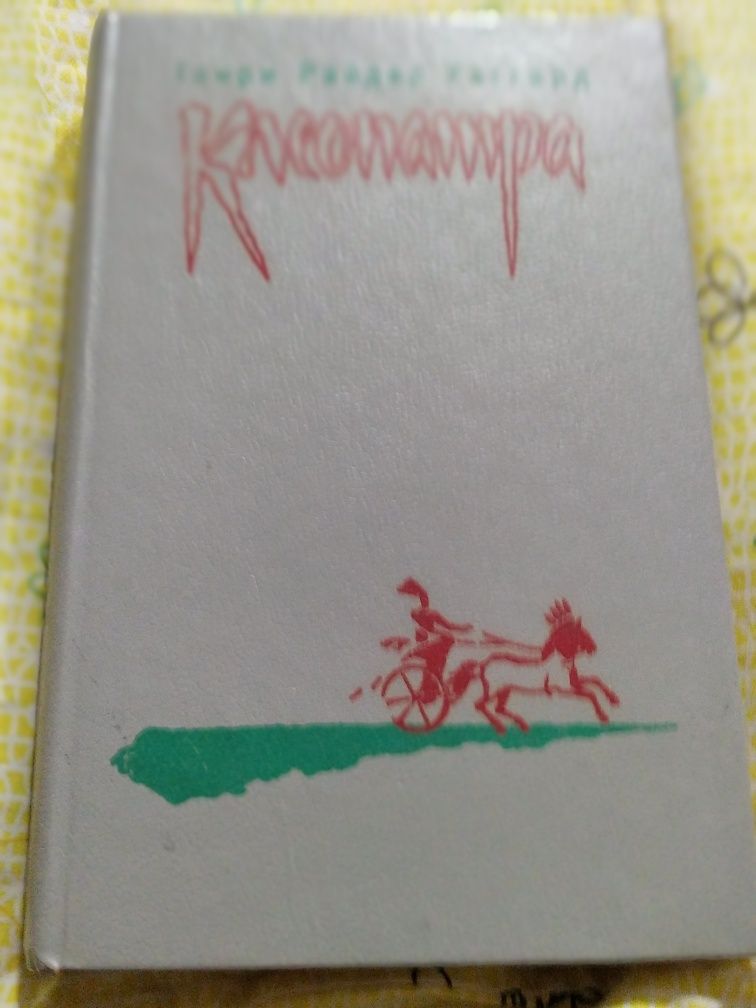 Генри Райдер Хаггард
Клеопатра